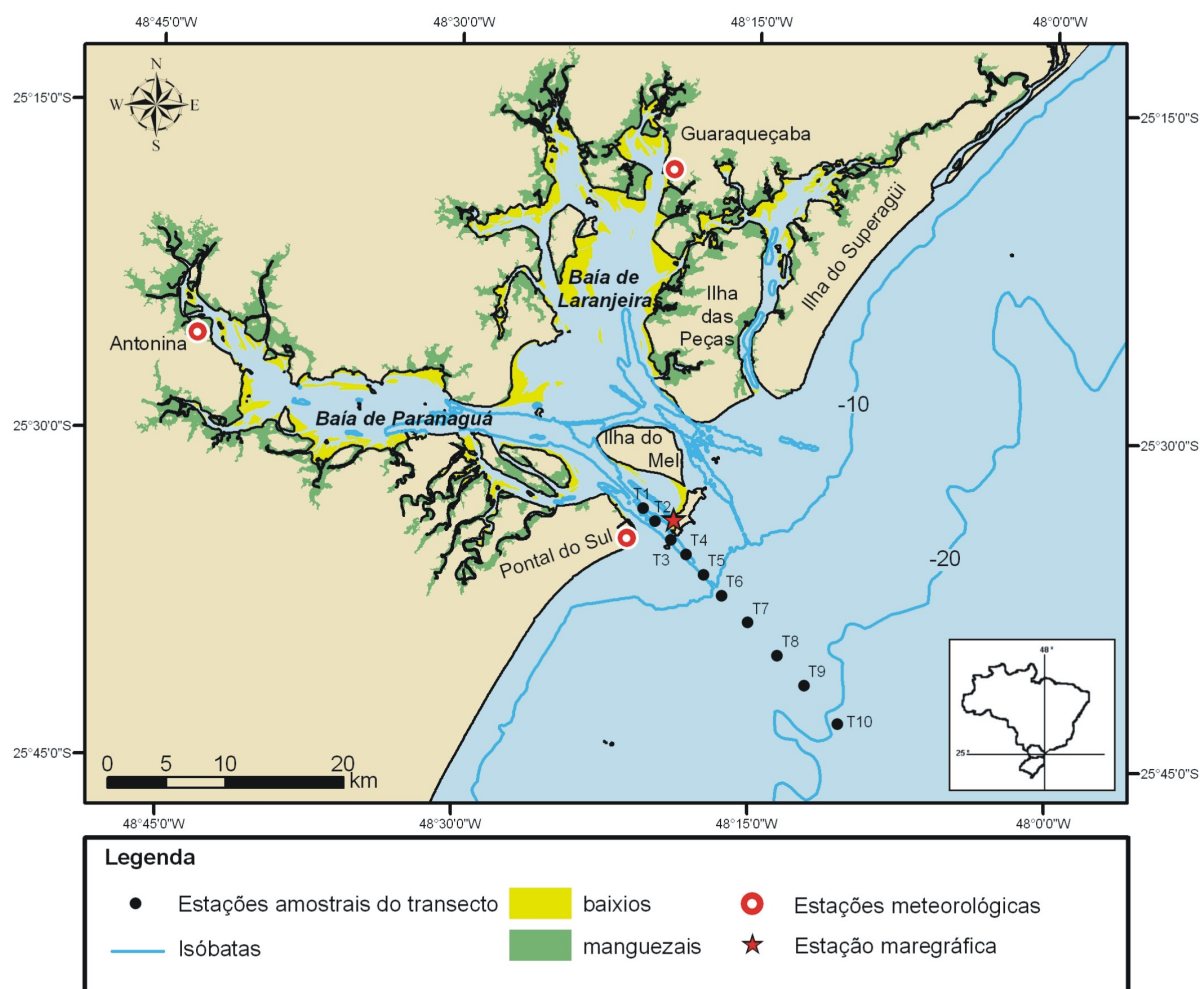 48°45'0"W
48°30'0"W
48°15'0"W
48°0'0"W
25°15'0"S
25°15'0"S
N
W
E
S
Guaraqueçaba
Ilha do Superagüi
Baía de
Laranjeiras
Ilha
das
Peças
Antonina
-10
Baía de Paranaguá
25°30'0"S
25°30'0"S
Ilha do
Mel
T1
T2
Pontal do Sul
T3
T4
T5
-20
T6
T7
T8
T9
T10
48°
25°
25°45'0"S
25°45'0"S
0 5 10 20
km
48°45'0"W
48°30'0"W
48°15'0"W
48°0'0"W
Legenda
Estações amostrais do transecto
baixios
Estações meteorológicas
Isóbatas
manguezais
Estação maregráfica